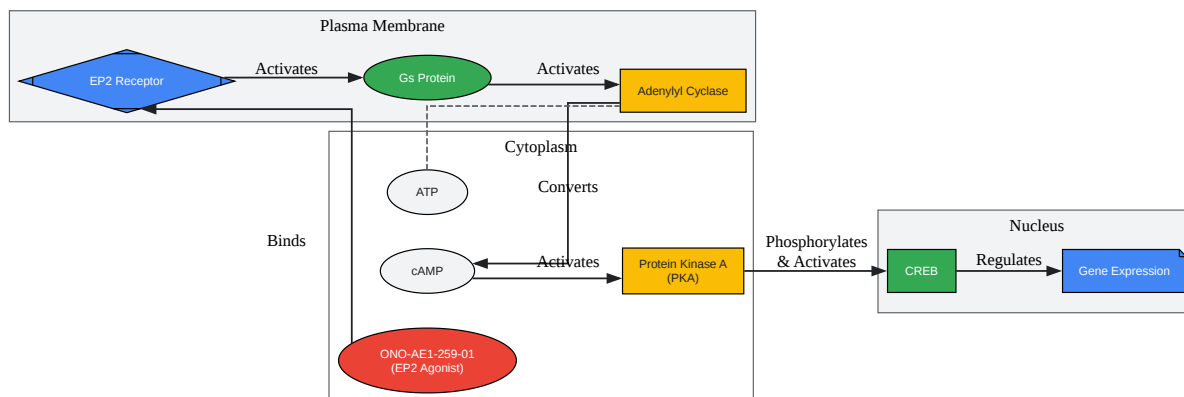 Plasma Membrane
EP2 Receptor
Activates
Gs Protein
Activates
Adenylyl Cyclase
Cytoplasm
ATP
Converts
Binds
cAMP
Activates
Protein Kinase A
(PKA)
Phosphorylates
& Activates
Nucleus
CREB
Regulates
Gene Expression
ONO-AE1-259-01
(EP2 Agonist)